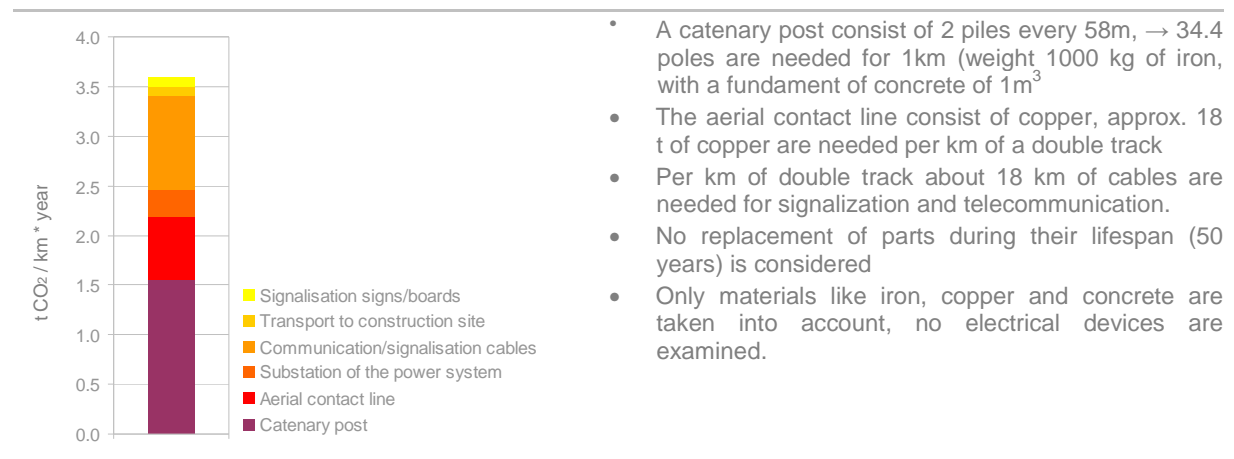 4.0
3.5
3.0
2.5
2.0
1.5
1.0
0.5
0.0
t CO2 / km * year
Signalisation signs/boards
Transport to construction site
Communication/signalisation cables
Substation of the power system
Aerial contact line
Catenary post
• A catenary post consist of 2 piles every 58m, → 34.4
poles are needed for 1km (weight 1000 kg of iron,
with a fundament of concrete of 1m³
• The aerial contact line consist of copper, approx. 18
t of copper are needed per km of a double track
• Per km of double track about 18 km of cables are
needed for signalization and telecommunication.
• No replacement of parts during their lifespan (50
years) is considered
• Only materials like iron, copper and concrete are
taken into account, no electrical devices are
examined.